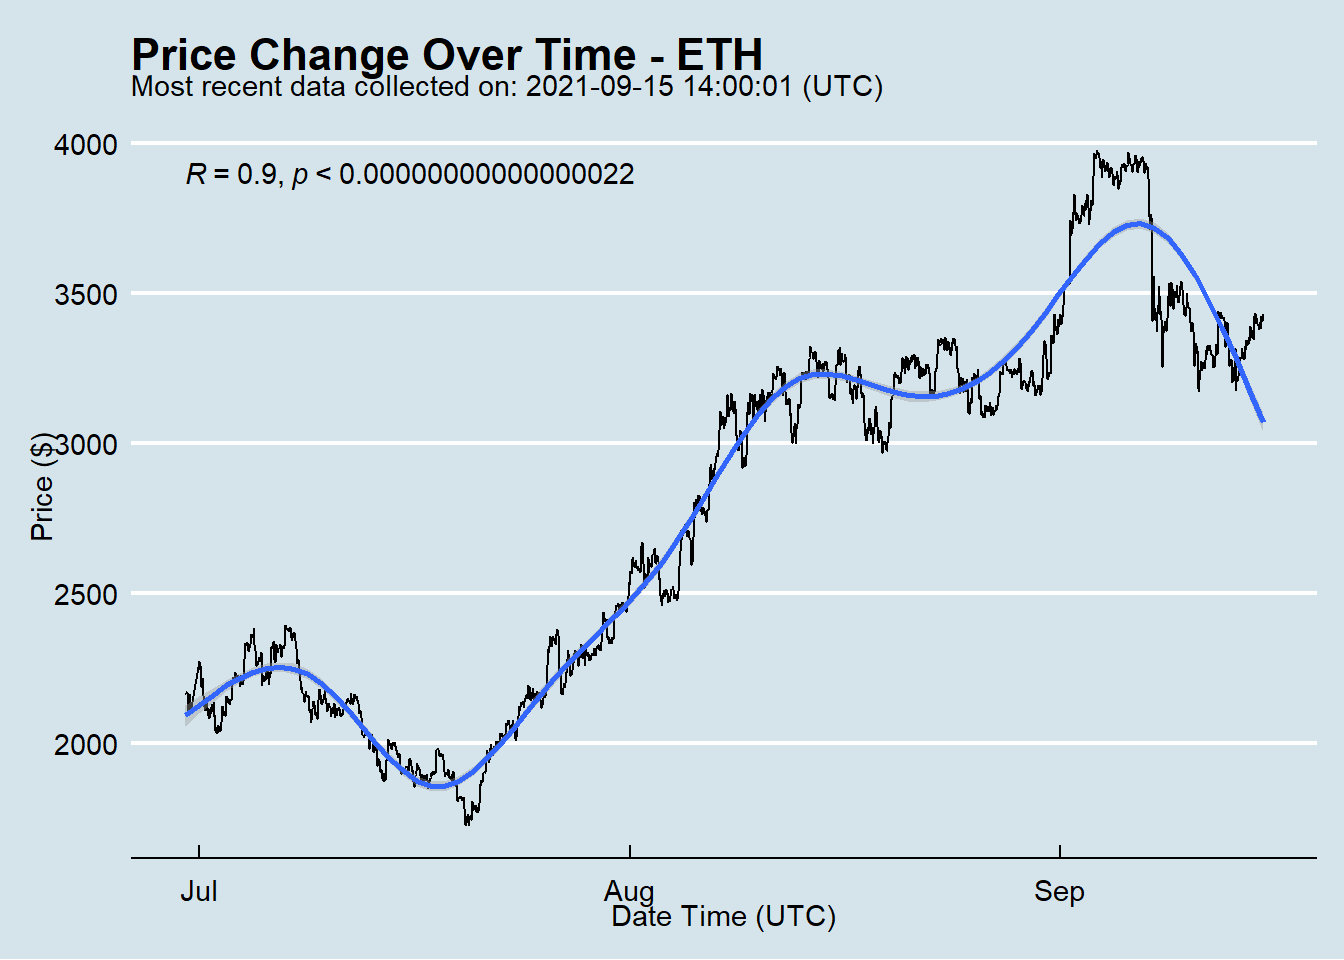 Price Change Over Time - ETH
Most recent data collected on: 2021-09-15 14:00:01 (UTC)
R = 0.9, p < 0.00000000000000022
4000
3500
3000
2500
2000
Price ($)
Jul
Aug
Sep
Date Time (UTC)